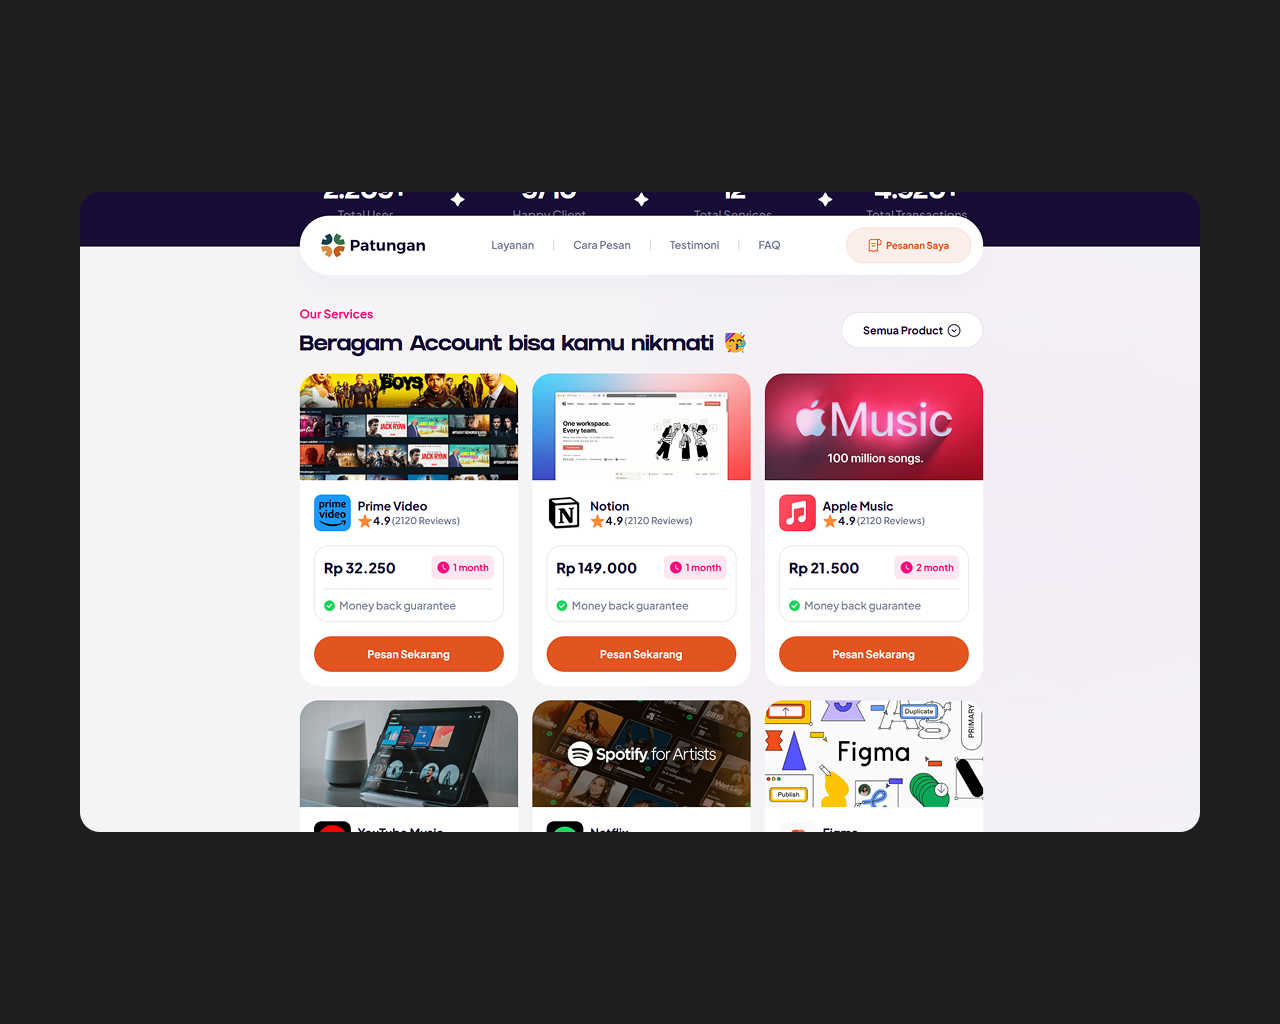 Total User
Happy Client
Total Services
Total Transactions
Patungan
Layanan
Cara Pesan
Testimoni
FAQ
Pesanan Saya
Our Services
Beragam Account bisa kamu nikmati 🥳
Semua Product
THE BOYS
JACK RYAN
JACK RYAN
One workspace.
Every team.
Music
100 million songs.
prime video
Prime Video
4.9 (2120 Reviews)
Rp 32.250
1 month
Money back guarantee
Pesan Sekarang
N
Notion
4.9 (2120 Reviews)
Rp 149.000
1 month
Money back guarantee
Pesan Sekarang
Apple Music
4.9 (2120 Reviews)
Rp 21.500
2 month
Money back guarantee
Pesan Sekarang
Spotify for Artists
Duplicate
PRIMARY
Figma
Publish
YouTube Music
Netflix
Figma